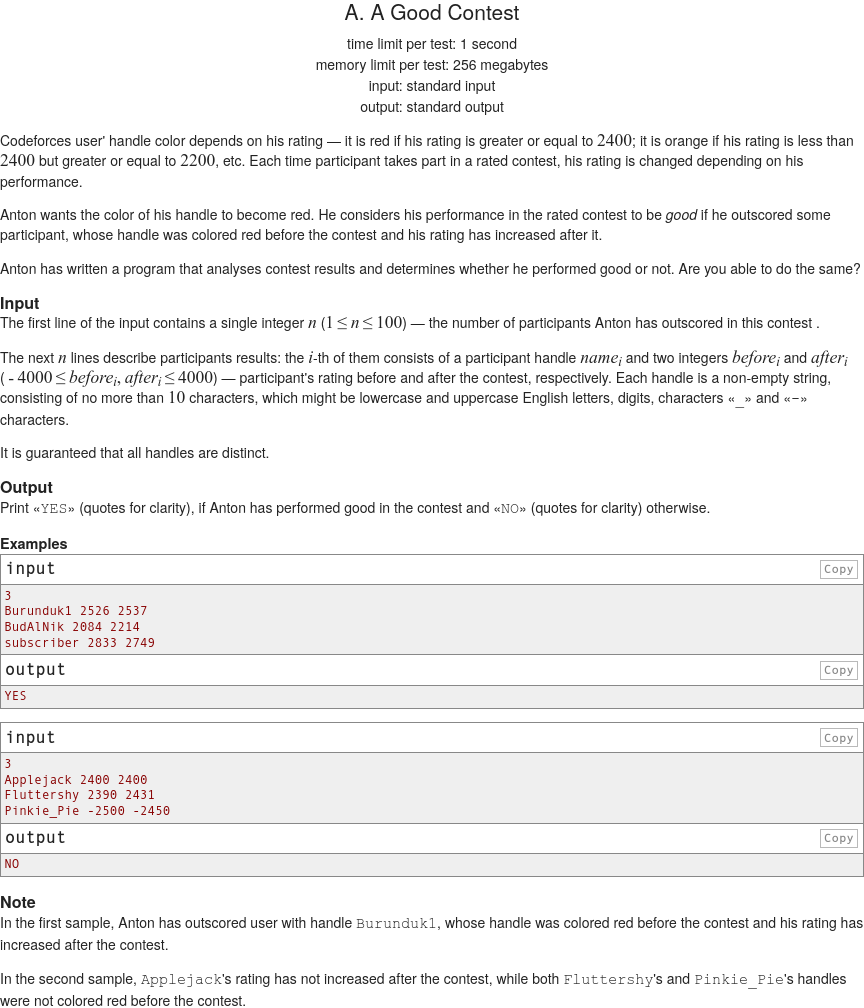 A. A Good Contest
time limit per test: 1 second
memory limit per test: 256 megabytes
input: standard input
output: standard output
Codeforces user' handle color depends on his rating — it is red if his rating is greater or equal to 2400; it is orange if his rating is less than
2400 but greater or equal to 2200, etc. Each time participant takes part in a rated contest, his rating is changed depending on his
performance.
Anton wants the color of his handle to become red. He considers his performance in the rated contest to be good if he outscored some
participant, whose handle was colored red before the contest and his rating has increased after it.
Anton has written a program that analyses contest results and determines whether he performed good or not. Are you able to do the same?
Input
The first line of the input contains a single integer n (1 ≤ n ≤ 100) — the number of participants Anton has outscored in this contest .
The next n lines describe participants results: the i-th of them consists of a participant handle name_i and two integers before_i and after_i
( - 4000 ≤ before_i, after_i ≤ 4000) — participant's rating before and after the contest, respectively. Each handle is a non-empty string,
consisting of no more than 10 characters, which might be lowercase and uppercase English letters, digits, characters «_» and «−»
characters.
It is guaranteed that all handles are distinct.
Output
Print «YES» (quotes for clarity), if Anton has performed good in the contest and «NO» (quotes for clarity) otherwise.
Examples
input Copy
3
Burunduk1 2526 2537
BudAlNik 2084 2214
subscriber 2833 2749
output Copy
YES
input Copy
3
Applejack 2400 2400
Fluttershy 2390 2431
Pinkie_Pie -2500 -2450
output Copy
NO
Note
In the first sample, Anton has outscored user with handle Burunduk1, whose handle was colored red before the contest and his rating has
increased after the contest.
In the second sample, Applejack's rating has not increased after the contest, while both Fluttershy's and Pinkie_Pie's handles
were not colored red before the contest.